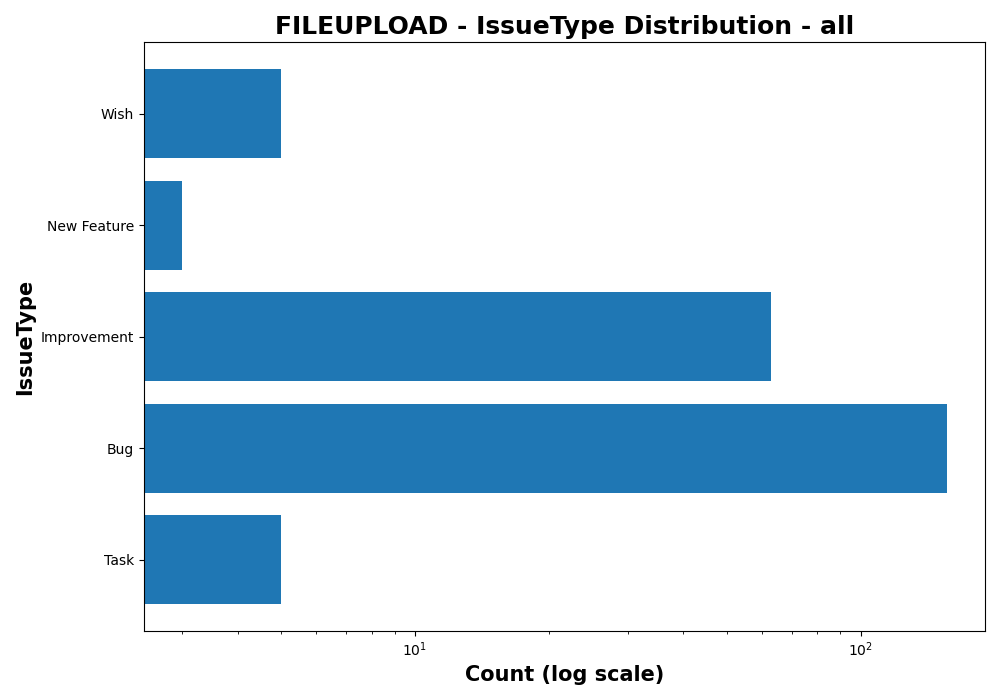 FILEUPLOAD - IssueType Distribution - all
Wish
New Feature
Improvement
Bug
Task
IssueType
10¹
10²
Count (log scale)